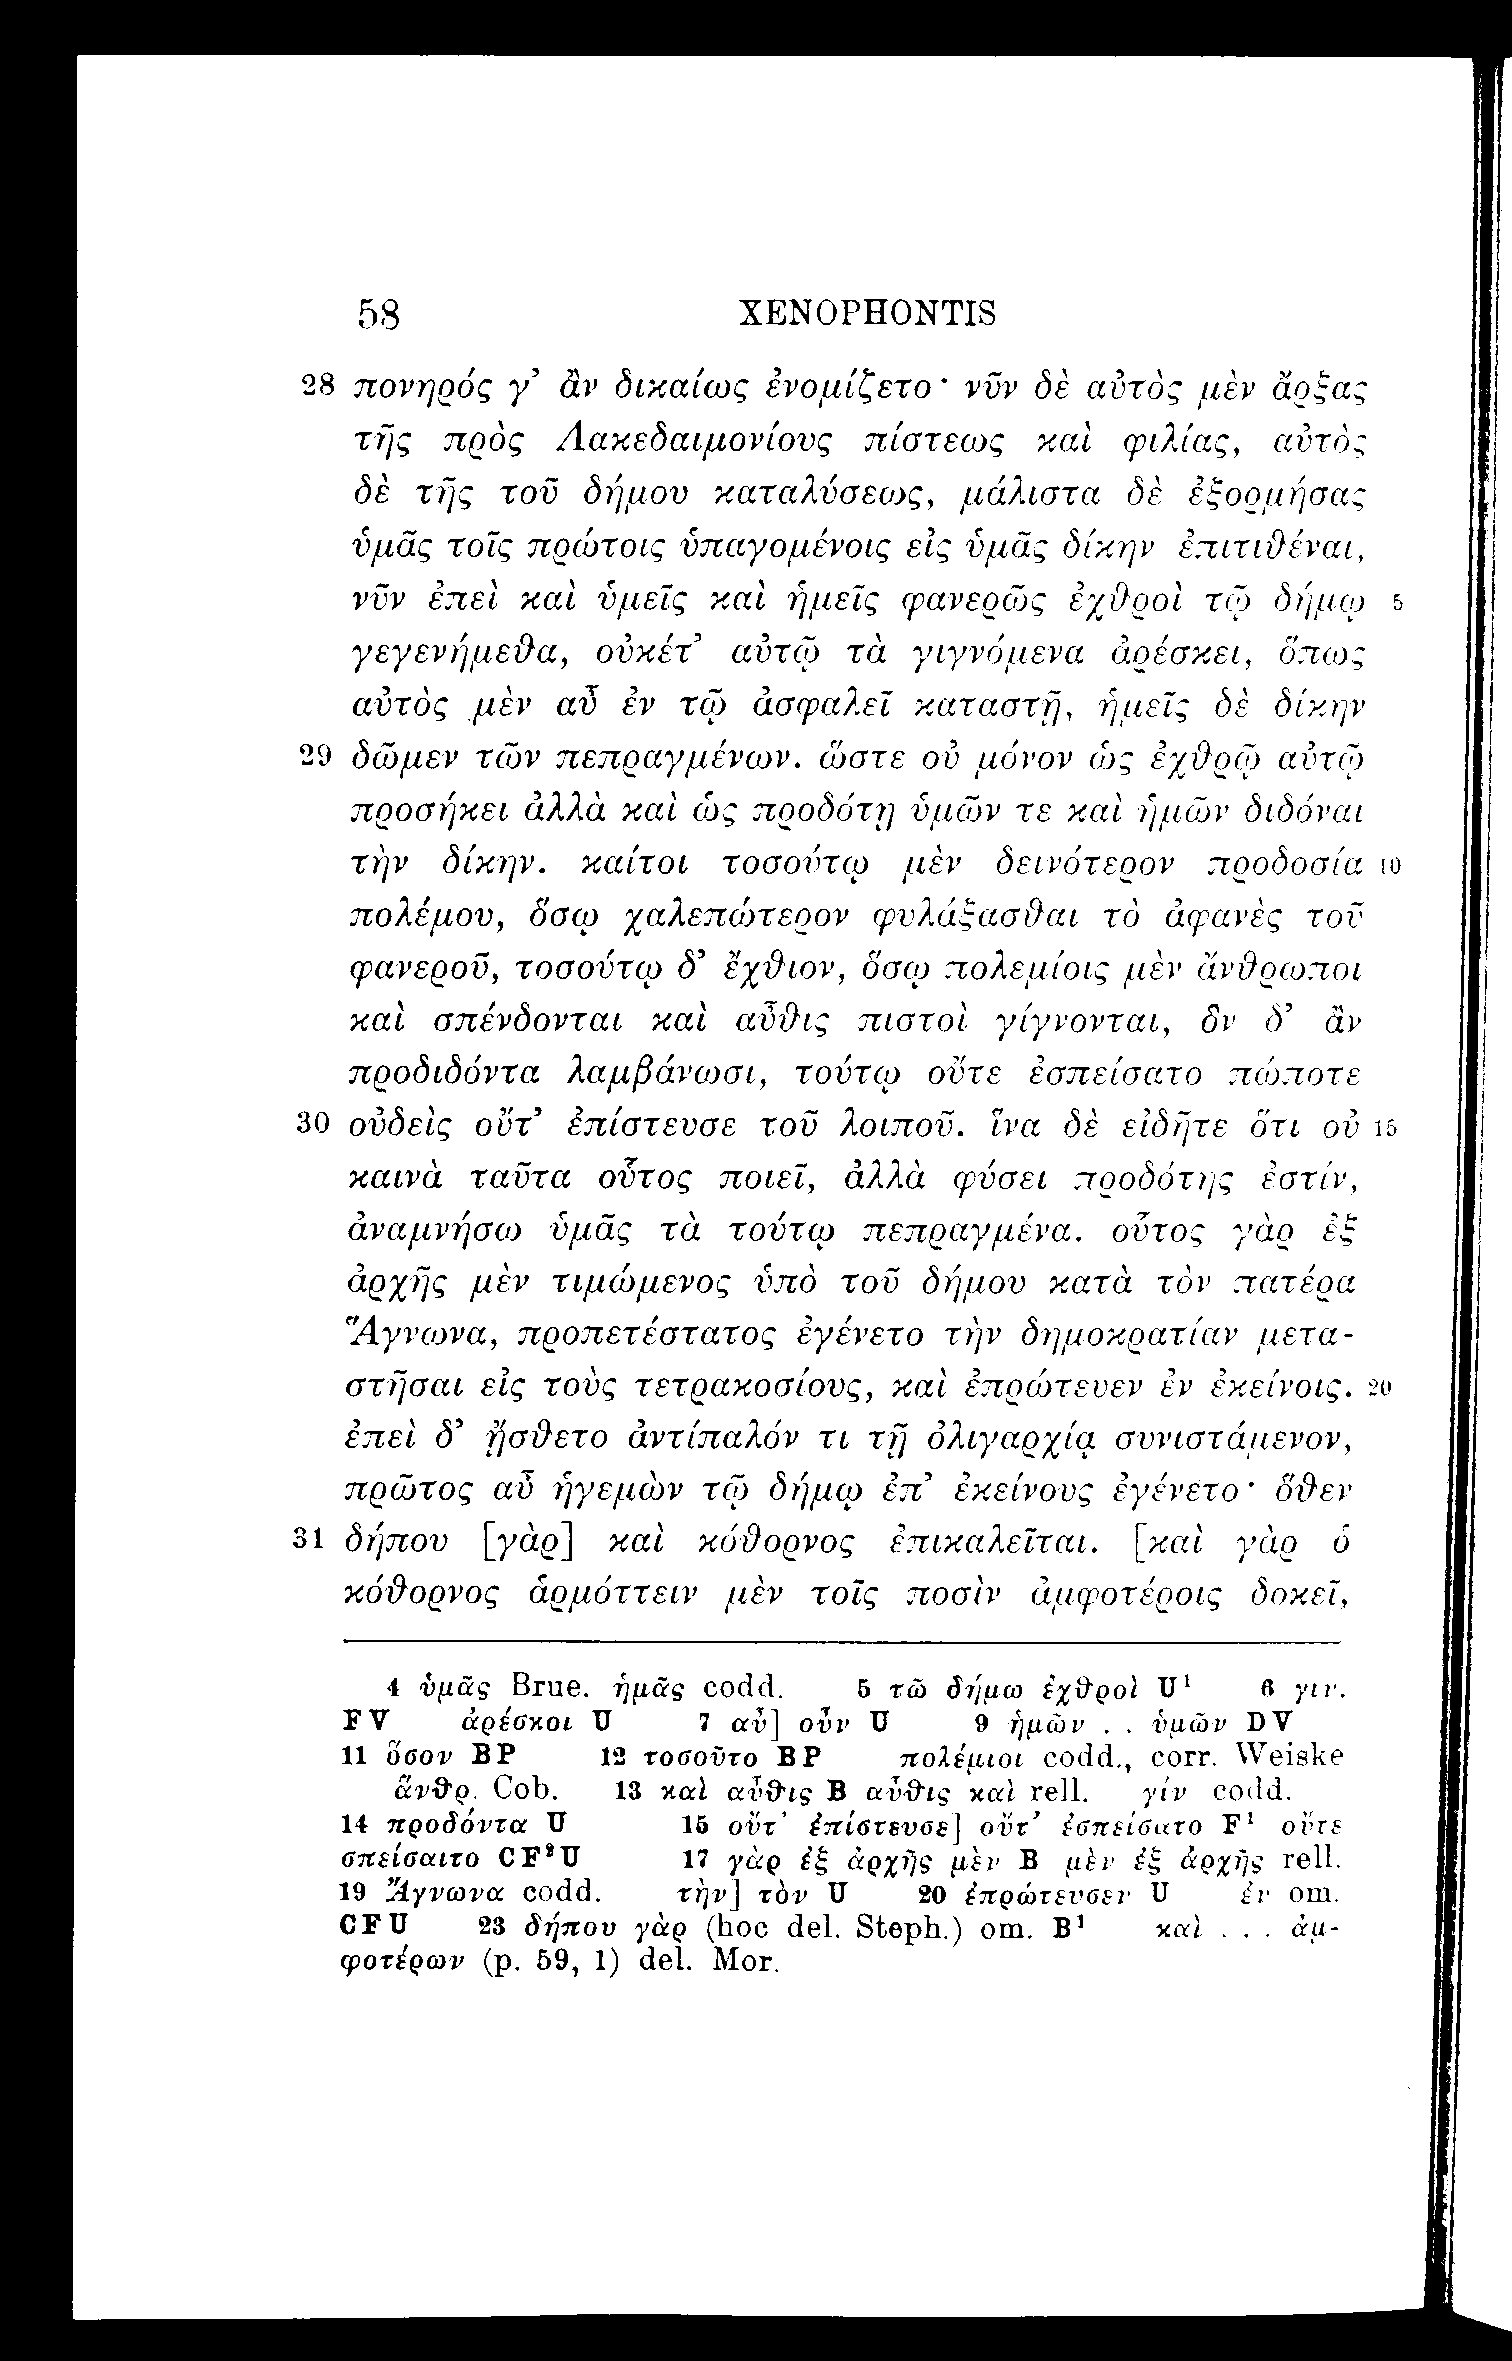 58 XENOPHONTIS
28 πονηρός γ’ ἂν δικαίως ἐνομίζετο· νῦν δὲ αὐτὸς μὲν ἄρξας
τῆς πρὸς Λακεδαιμονίους πίστεως καὶ φιλίας, αὐτὸς
δὲ τῆς τοῦ δήμου καταλύσεως, μάλιστα δὲ ἐξορμήσας
ὑμᾶς τοῖς πρώτοις ὑπαγομένοις εἰς ὑμᾶς δίκην ἐπιτιθέναι,
νῦν ἐπεὶ καὶ ὑμεῖς καὶ ἡμεῖς φανερῶς ἐχθροὶ τῷ δήμῳ 5
γεγενήμεθα, οὐκέτ’ αὐτῷ τὰ γιγνόμενα ἀρέσκει, ὅπως
αὐτὸς μὲν αὖ ἐν τῷ ἀσφαλεῖ καταστῇ, ἡμεῖς δὲ δίκην
29 δῶμεν τῶν πεπραγμένων. ὥστε οὐ μόνον ὡς ἐχθρῷ αὐτῷ
προσήκει ἀλλὰ καὶ ὡς προδότῃ ὑμῶν τε καὶ ἡμῶν διδόναι
τὴν δίκην. καίτοι τοσούτῳ μὲν δεινότερον προδοσία 10
πολέμου, ὅσῳ χαλεπώτερον φυλάξασθαι τὸ ἀφανὲς τοῦ
φανεροῦ, τοσούτῳ δ’ ἔχθιον, ὅσῳ πολεμίοις μὲν ἄνθρωποι
καὶ σπένδονται καὶ αὖθις πιστοὶ γίγνονται, ὃν δ’ ἂν
προδιδόντα λαμβάνωσι, τούτῳ οὔτε ἐσπείσατο πώποτε
30 οὐδεὶς οὔτ’ ἐπίστευσε τοῦ λοιποῦ. ἵνα δὲ εἰδῆτε ὅτι οὐ 15
καινὰ ταῦτα οὗτος ποιεῖ, ἀλλὰ φύσει προδότης ἐστίν,
ἀναμνήσω ὑμᾶς τὰ τούτῳ πεπραγμένα. οὗτος γὰρ ἐξ
ἀρχῆς μὲν τιμώμενος ὑπὸ τοῦ δήμου κατὰ τὸν πατέρα
Ἅγνωνα, προπετέστατος ἐγένετο τὴν δημοκρατίαν μετα-
στῆσαι εἰς τοὺς τετρακοσίους, καὶ ἐπρώτευεν ἐν ἐκείνοις. 20
ἐπεὶ δ’ ᾔσθετο ἀντίπαλόν τι τῇ ὀλιγαρχίᾳ συνιστάμενον,
πρῶτος αὖ ἡγεμὼν τῷ δήμῳ ἐπ’ ἐκείνους ἐγένετο· ὅθεν
31 δήπου [γὰρ] καὶ κόθορνος ἐπικαλεῖται. [καὶ γὰρ ὁ
κόθορνος ἁρμόττειν μὲν τοῖς ποσὶν ἀμφοτέροις δοκεῖ,
4 ὑμᾶς Brue. ἡμᾶς codd. 5 τῶ δήμω ἐχθροὶ U¹ 6 γιν.
FV ἀρέσκοι U 7 αὖ] οὖν U 9 ἡμῶν . . ὑμῶν DV
11 ὅσον BP 12 τοσοῦτο BP πολέμιοι codd., corr. Weiske
ἅνθρ. Cob. 13 καὶ αὖθις B αὖθις καὶ rell. γίν codd.
14 προδόντα U 15 οὔτ’ ἐπίστευσε] οὔτ’ ἐσπείσατο F¹ οὔτε
σπείσαιτο CF²U 17 γὰρ ἐξ ἀρχῆς μὲν B μὲν ἐξ ἀρχῆς rell.
19 Ἄγνωνα codd. τὴν] τὸν U 20 ἐπρώτευσεν U ἐν om.
CFU 23 δήπου γὰρ (hoc del. Steph.) om. B¹ καὶ . . . ἀμ-
φοτέρων (p. 59, 1) del. Mor.